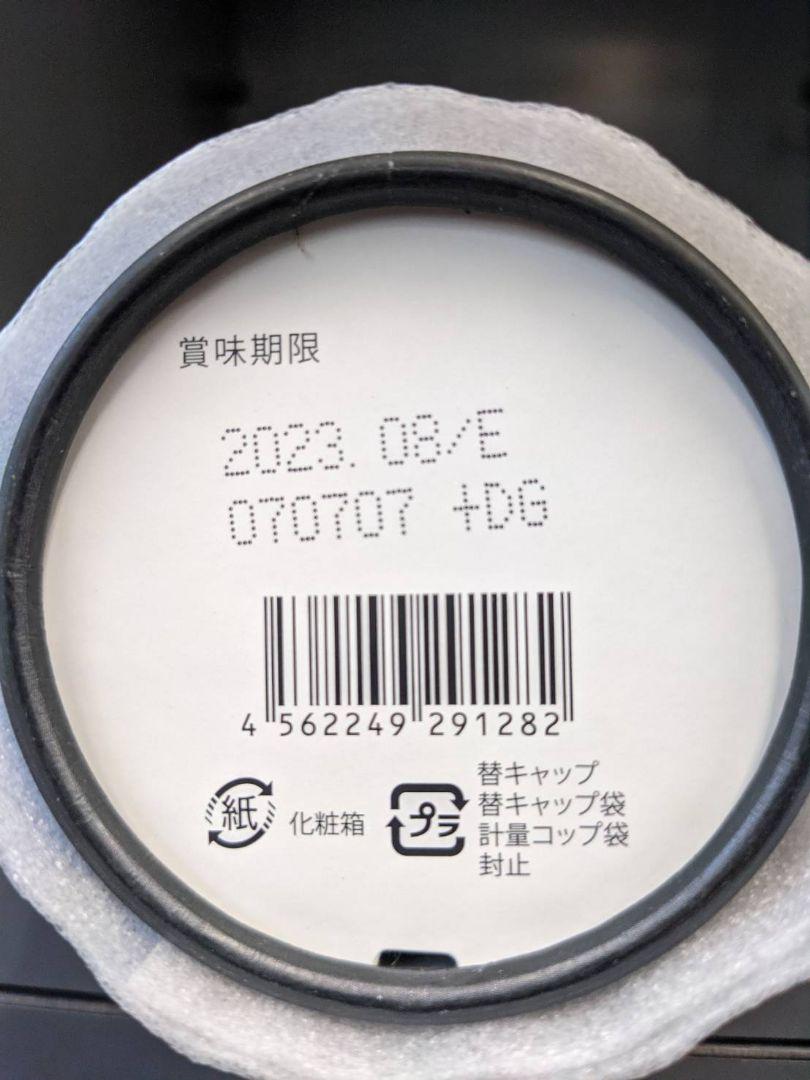 賞味期限
2023.08/E
070707 +DG
4 562249 291282
紙
化粧箱
プラ
替キャップ
替キャップ袋
計量コップ袋
封止